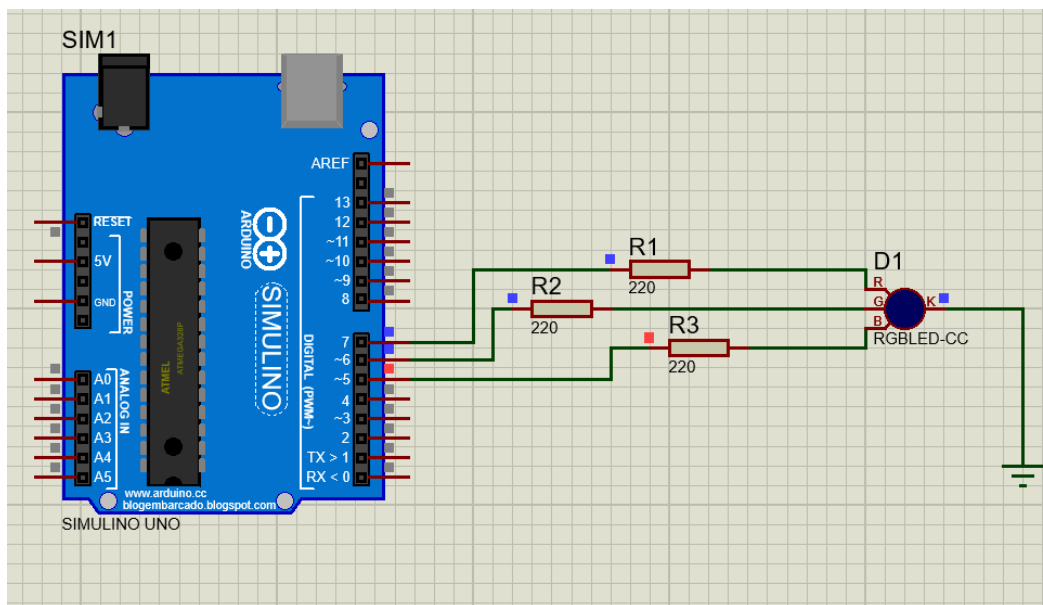 SIM1
AREF
13
12
~11
~10
~9
8
RESET
5V
GND
POWER
ARDUINO
SIMULINO
DIGITAL (PWM~)
7
~6
~5
4
~3
2
TX > 1
RX < 0
A0
A1
A2
A3
A4
A5
ANALOG IN
ATMEL
ATMEGA328P
www.arduino.cc
blogembarcado.blogspot.com
SIMULINO UNO
R1
220
R2
220
R3
220
D1
R
G
B
K
RGBLED-CC